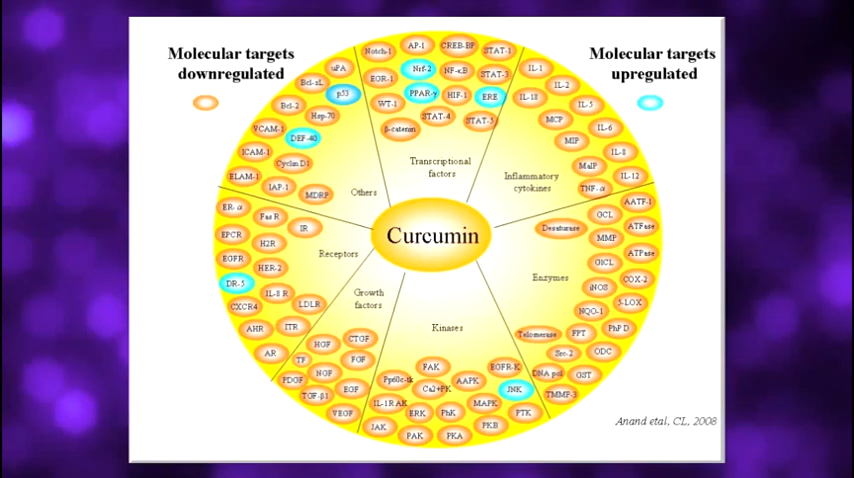 Molecular targets
downregulated
Molecular targets
upregulated
Curcumin
Transcriptional
factors
Notch-1
AP-1
CREB-BP
STAT-1
EGR-1
Nrf-2
NF-κB
STAT-3
WT-1
PPAR-γ
HIF-1
ERE
β-catenin
STAT-4
STAT-5
Inflammatory
cytokines
IL-1
IL-2
IL-18
IL-5
MCP
IL-6
MIP
IL-8
MaIP
IL-12
TNF-α
Enzymes
AATF-1
GCL
ATPase
Desaturase
MMP
ATPase
GICL
COX-2
iNOS
5-LOX
NQO-1
PhP D
Telomerase
FPT
Src-2
ODC
DNA pol
GST
TMMP-3
Kinases
FAK
EGFR-K
Pp60c-tk
Ca2+PK
AAPK
JNK
IL-1R AK
ERK
PhK
MAPK
PTK
JAK
PAK
PKA
PKB
Growth
factors
CTGF
HGF
TF
FGF
NGF
PDGF
EGF
TGF-β1
VEGF
Receptors
ER-α
Fas R
IR
EPCR
H2R
EGFR
HER-2
DR-5
IL-8 R
LDLR
CXCR4
AHR
ITR
AR
Others
uPA
Bcl-xL
p53
Bcl-2
Hsp-70
VCAM-1
DEF-40
ICAM-1
Cyclin D1
ELAM-1
IAP-1
MDRP
Anand etal, CL, 2008